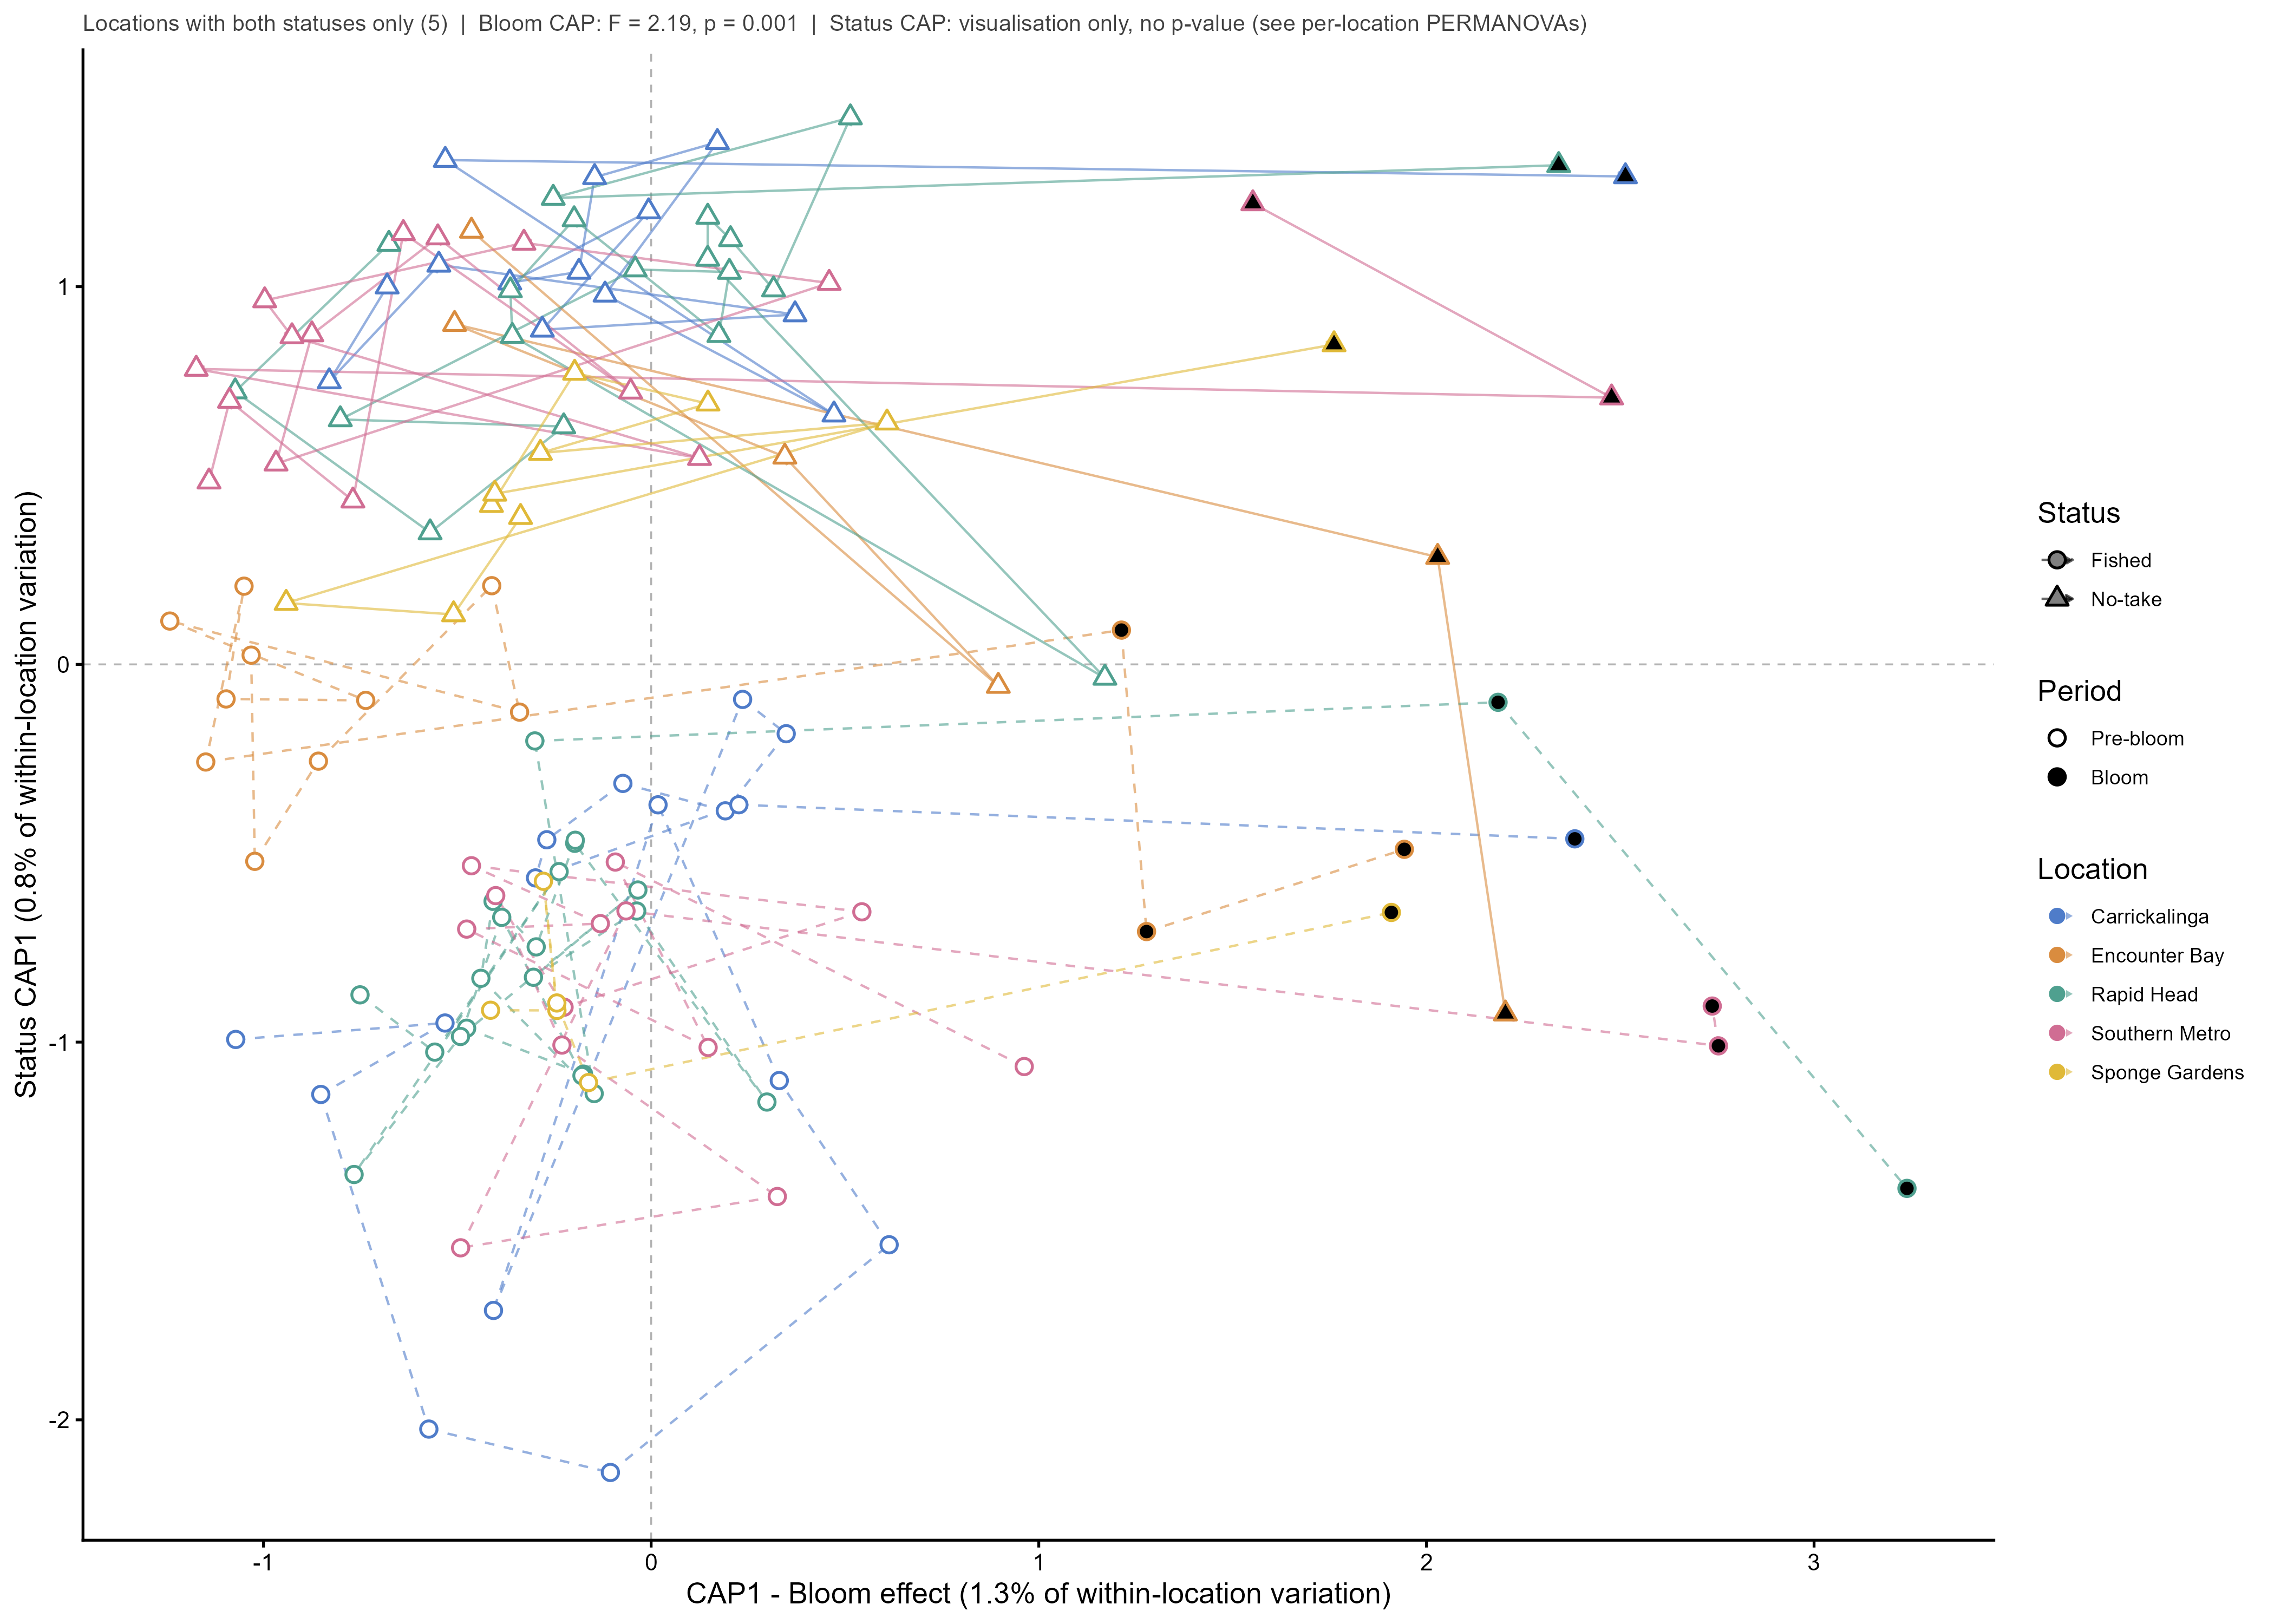 Locations with both statuses only (5)  |  Bloom CAP: F = 2.19, p = 0.001  |  Status CAP: visualisation only, no p-value (see per-location PERMANOVAs)
Status CAP1 (0.8% of within-location variation)
1
0
-1
-2
-1
0
1
2
3
CAP1 - Bloom effect (1.3% of within-location variation)
Status
Fished
No-take
Period
Pre-bloom
Bloom
Location
Carrickalinga
Encounter Bay
Rapid Head
Southern Metro
Sponge Gardens